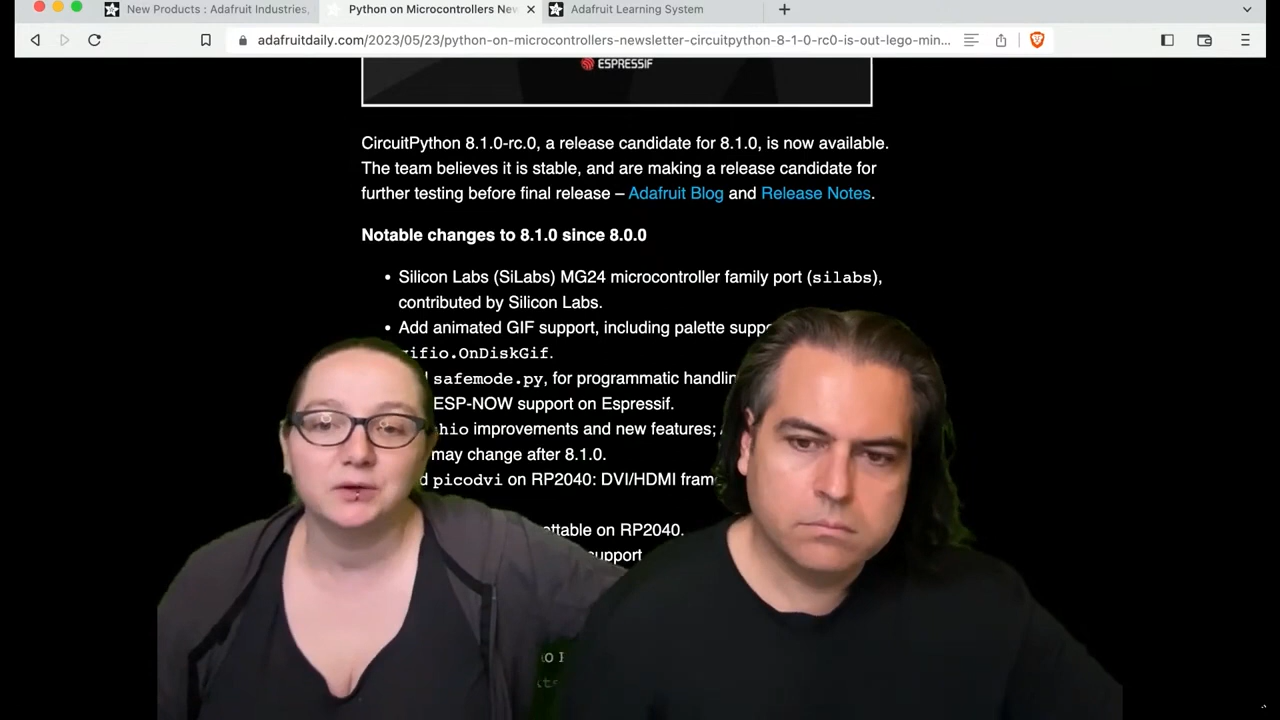 New Products : Adafruit Industries,
Python on Microcontrollers New
Adafruit Learning System
adafruitdaily.com/2023/05/23/python-on-microcontrollers-newsletter-circuitpython-8-1-0-rc0-is-out-lego-min...
ESPRESSIF
CircuitPython 8.1.0-rc.0, a release candidate for 8.1.0, is now available.
The team believes it is stable, and are making a release candidate for
further testing before final release – Adafruit Blog and Release Notes.
Notable changes to 8.1.0 since 8.0.0
• Silicon Labs (SiLabs) MG24 microcontroller family port (silabs),
contributed by Silicon Labs.
• Add animated GIF support, including palette
gifio.OnDiskGif.
safemode.py, for programmatic
ESP-NOW support on Espressif.
improvements and new features;
may change after 8.1.0.
picodvi on RP2040: DVI/HDMI
on RP2040.